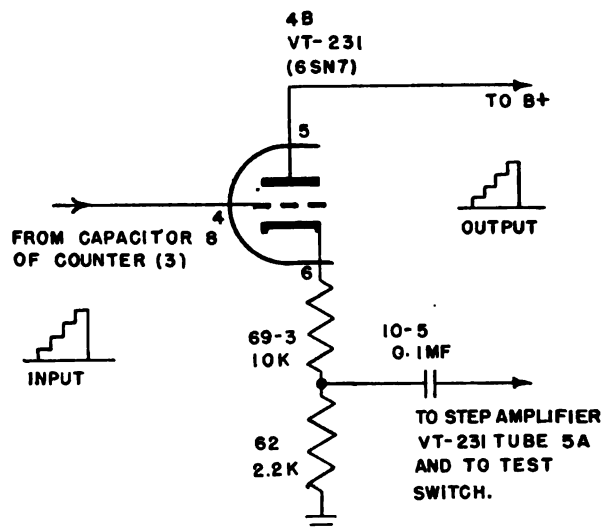 4B
VT-231
(6SN7)
TO B+
5
4
FROM CAPACITOR 8
OF COUNTER (3)
OUTPUT
6
INPUT
69-3
10K
10-5
0.1MF
62
2.2K
TO STEP AMPLIFIER
VT-231 TUBE 5A
AND TO TEST
SWITCH.